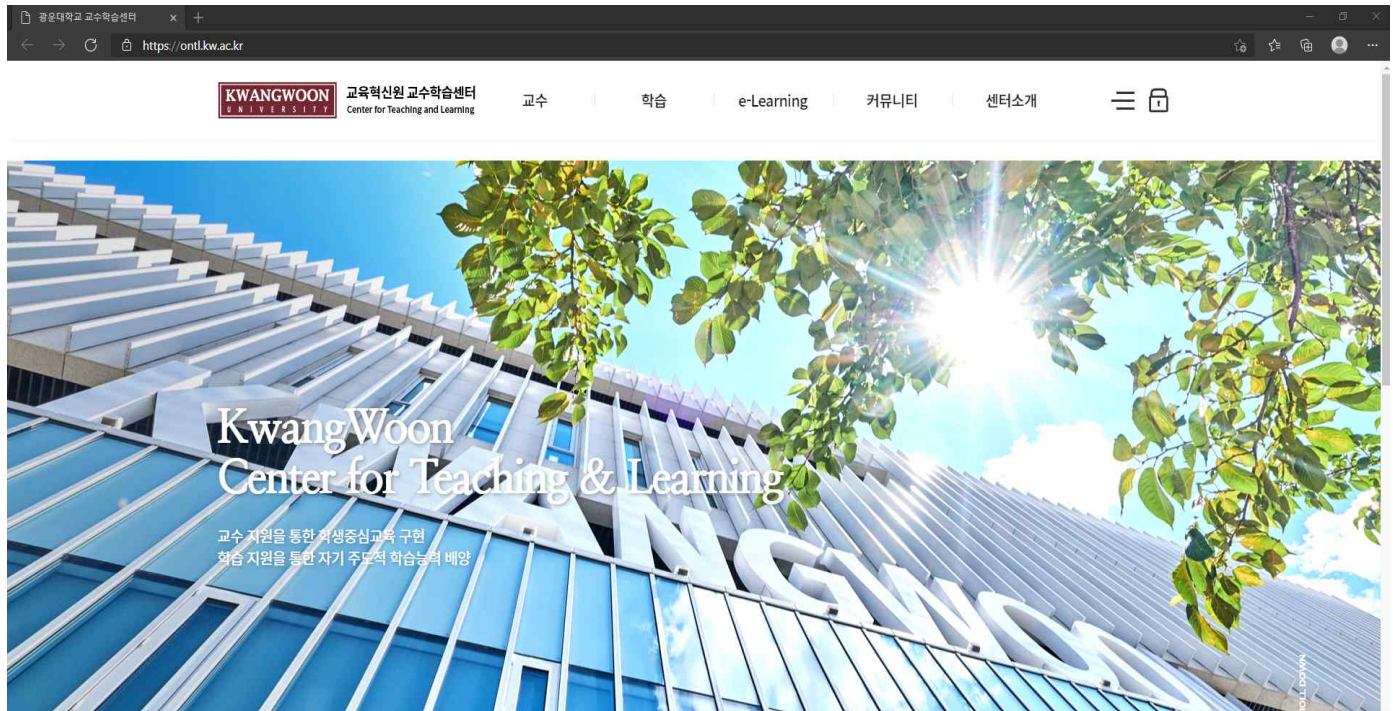 광운대학교 교수학습센터
https://ontl.kw.ac.kr
KWANGWOON
UNIVERSITY
교육혁신원 교수학습센터
Center for Teaching and Learning
교수
학습
e-Learning
커뮤니티
센터소개
KwangWoon
Center for Teaching & Learning
교수 지원을 통한 학생중심교육 구현
학습 지원을 통한 자기 주도적 학습능력 배양